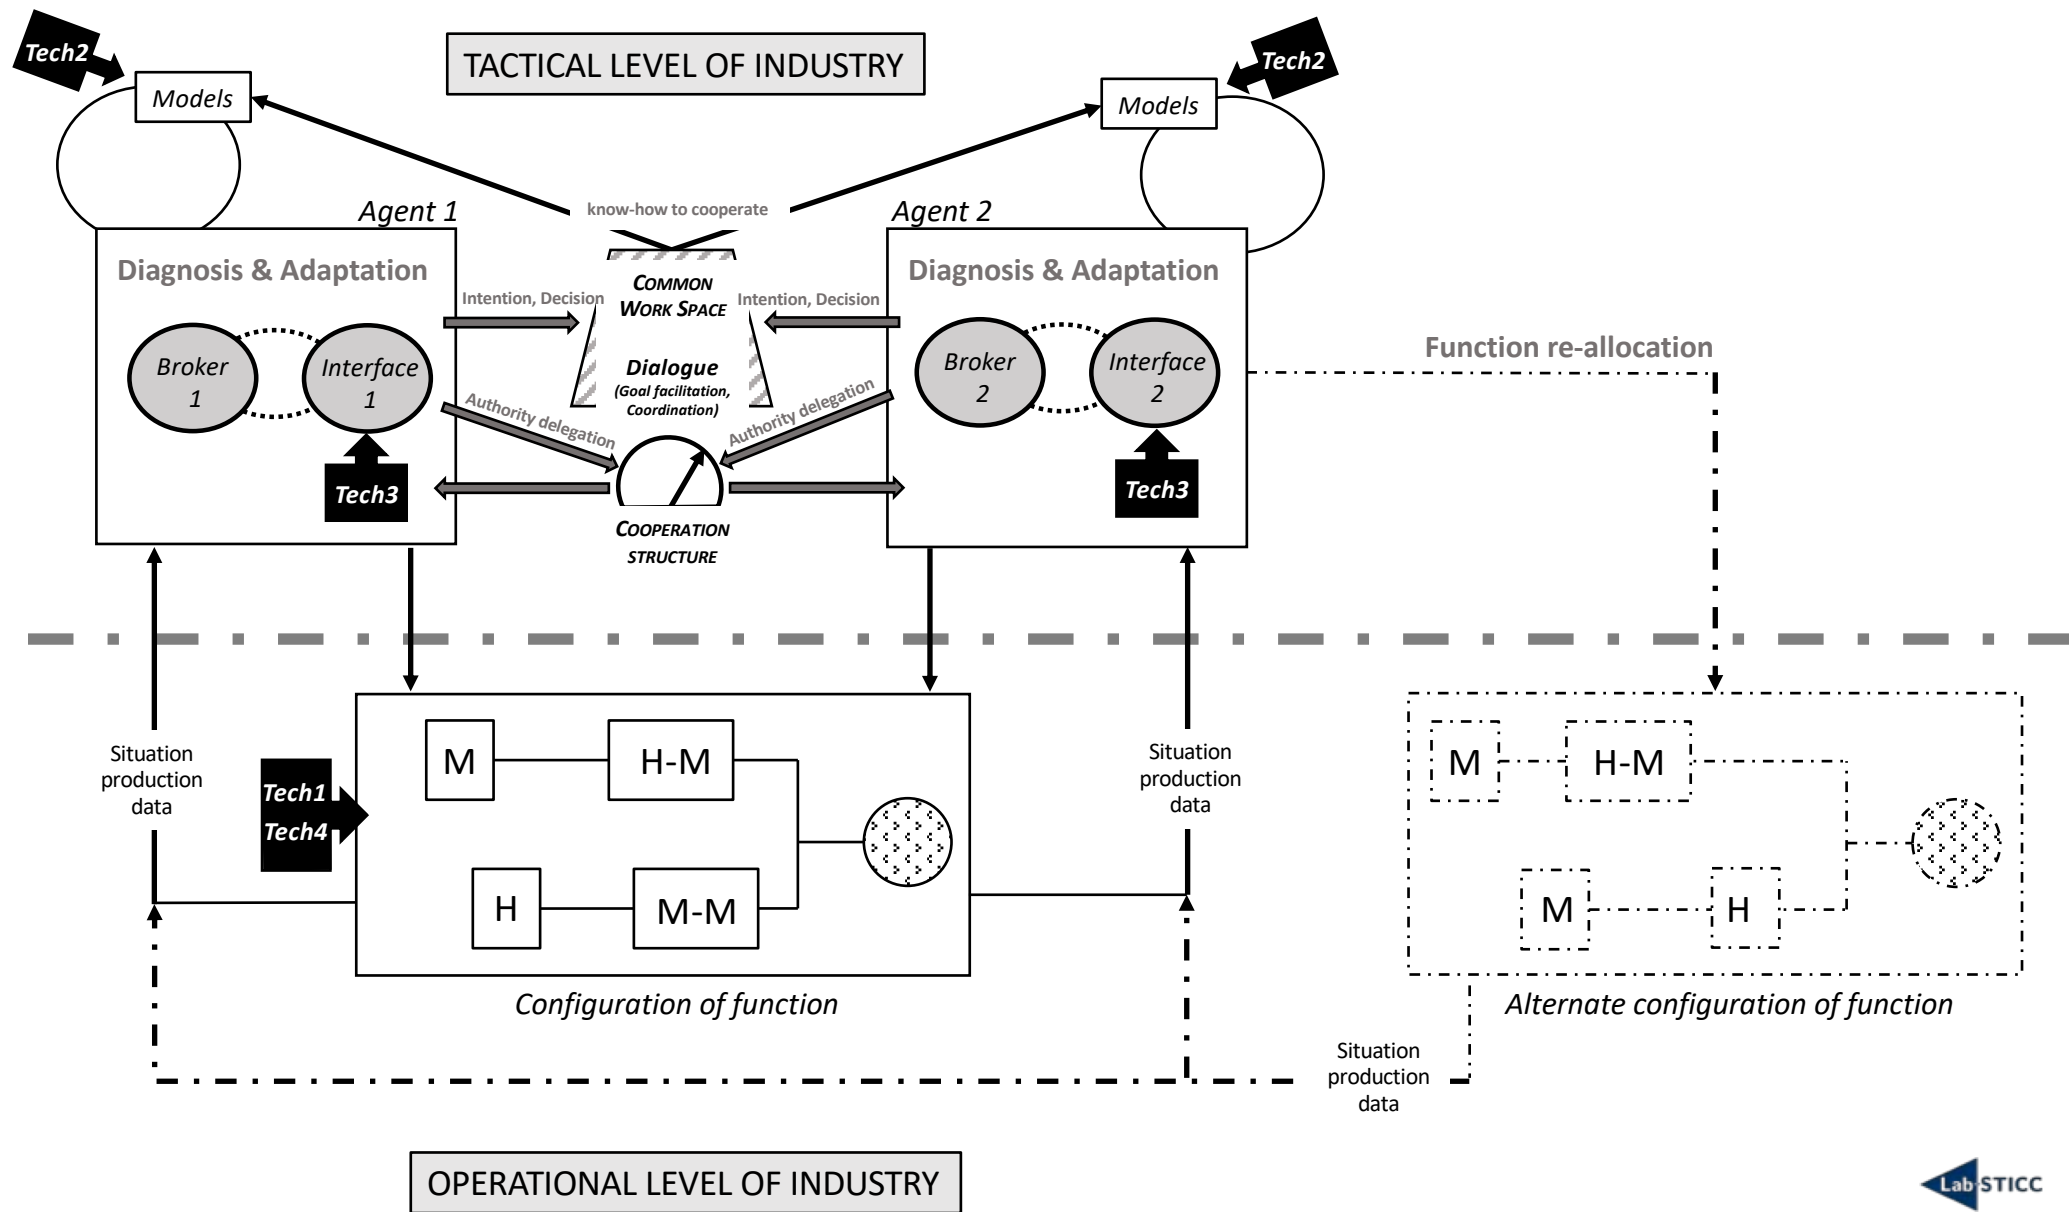 Tech2
TACTICAL LEVEL OF INDUSTRY
Tech2
Models
Models
Agent 1
know-how to cooperate
Agent 2
Diagnosis & Adaptation
COMMON
WORK SPACE
Diagnosis & Adaptation
Intention, Decision
Intention, Decision
Broker
1
Interface
1
Dialogue
(Goal facilitation,
Coordination)
Broker
2
Interface
2
Function re-allocation
Authority delegation
Authority delegation
Tech3
Tech3
COOPERATION
STRUCTURE
Situation
production
data
Situation
production
data
Tech1
Tech4
M
H-M
H
M-M
M
H-M
M
H
Configuration of function
Alternate configuration of function
Situation
production
data
OPERATIONAL LEVEL OF INDUSTRY
Lab-STICC